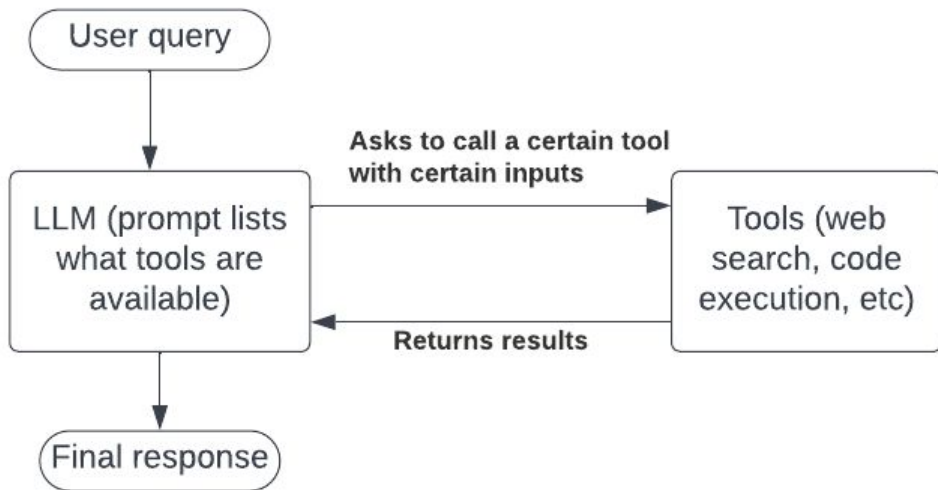 User query
Asks to call a certain tool
with certain inputs
LLM (prompt lists
what tools are
available)
Tools (web
search, code
execution, etc)
Returns results
Final response